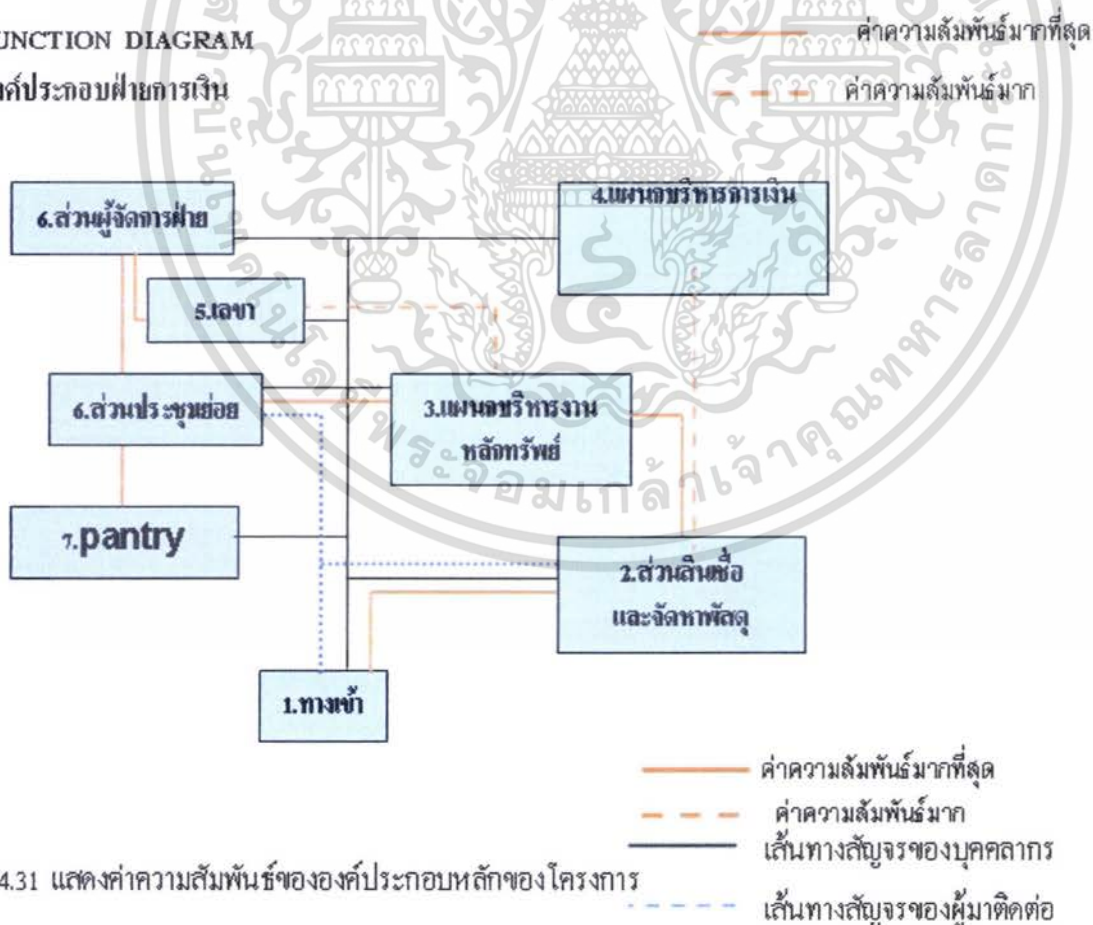 UNCTION DIAGRAM
งค์ประกอบฝ่ายการเงิน
ค่าความสัมพันธ์มากที่สุด
ค่าความสัมพันธ์มาก
6.ส่วนผู้จัดการฝ่าย
4.แผนกบริหารการเงิน
5.เลขา
6.ส่วนประชุมย่อย
3.แผนกบริหารงาน
หลักทรัพย์
7.pantry
2.ส่วนสินเชื่อ
และจัดหาพัสดุ
1.ทางเข้า
ค่าความสัมพันธ์มากที่สุด
ค่าความสัมพันธ์มาก
เส้นทางสัญจรของบุคคลากร
4.31 แสดงค่าความสัมพันธ์ขององค์ประกอบหลักของโครงการ
เส้นทางสัญจรของผู้มาติดต่อ